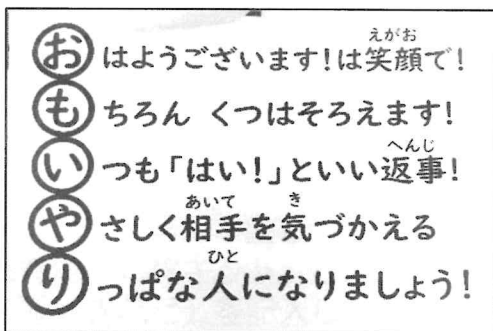 おはようございます!は笑顔で!
もちろん くつはそろえます!
いつも「はい!」といい返事!
やさしく相手を気づかえる
りっぱな人になりましょう!